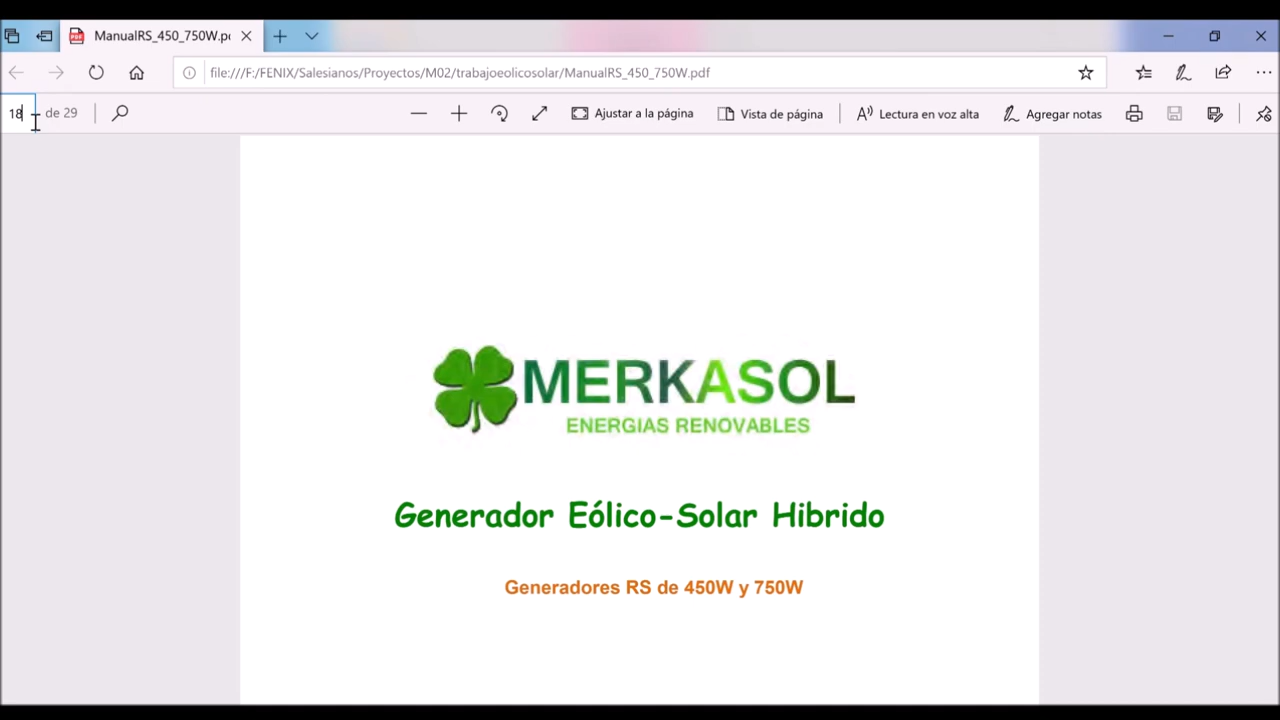 ManualRS_450_750W.pc
file:///F:/FENIX/Salesianos/Proyectos/M02/trabajoeolicosolar/ManualRS_450_750W.pdf
18 de 29
Ajustar a la página
Vista de página
Lectura en voz alta
Agregar notas
MERKASOL
ENERGIAS RENOVABLES
Generador Eólico-Solar Hibrido
Generadores RS de 450W y 750W